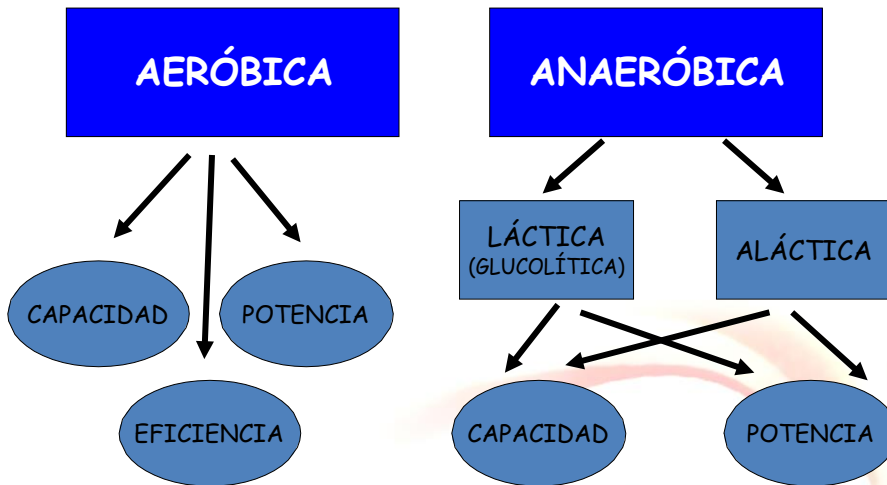 AERÓBICA
CAPACIDAD
POTENCIA
EFICIENCIA
ANAERÓBICA
LÁCTICA
(GLUCOLÍTICA)
ALÁCTICA
CAPACIDAD
POTENCIA